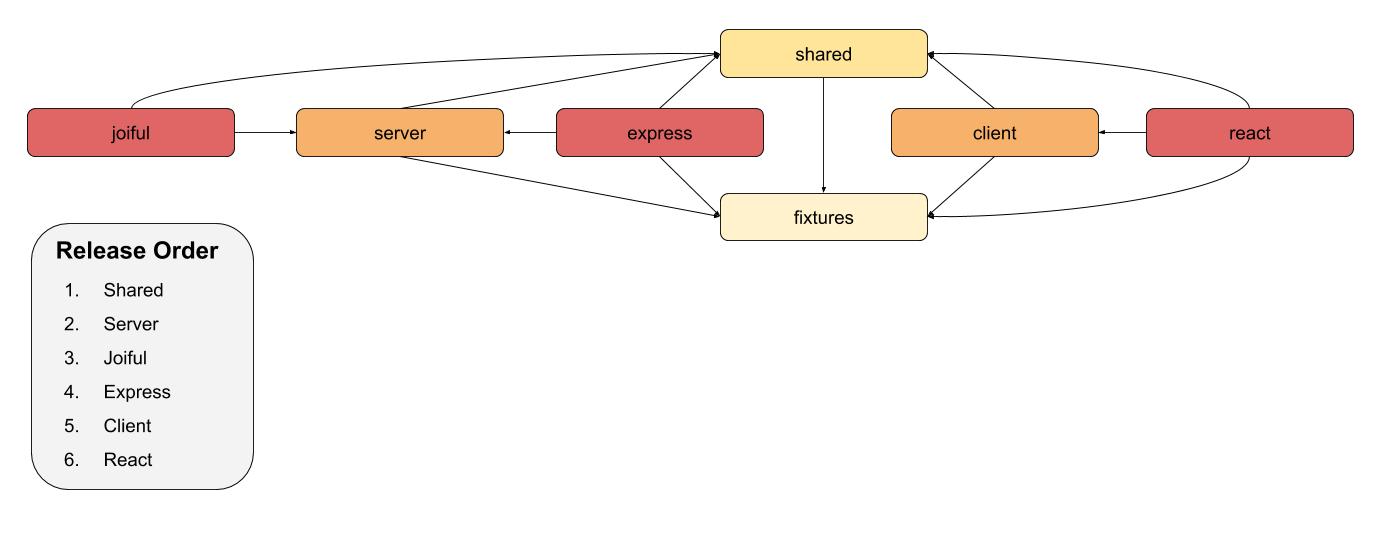 shared
joiful
server
express
client
react
fixtures
Release Order
1. Shared
2. Server
3. Joiful
4. Express
5. Client
6. React